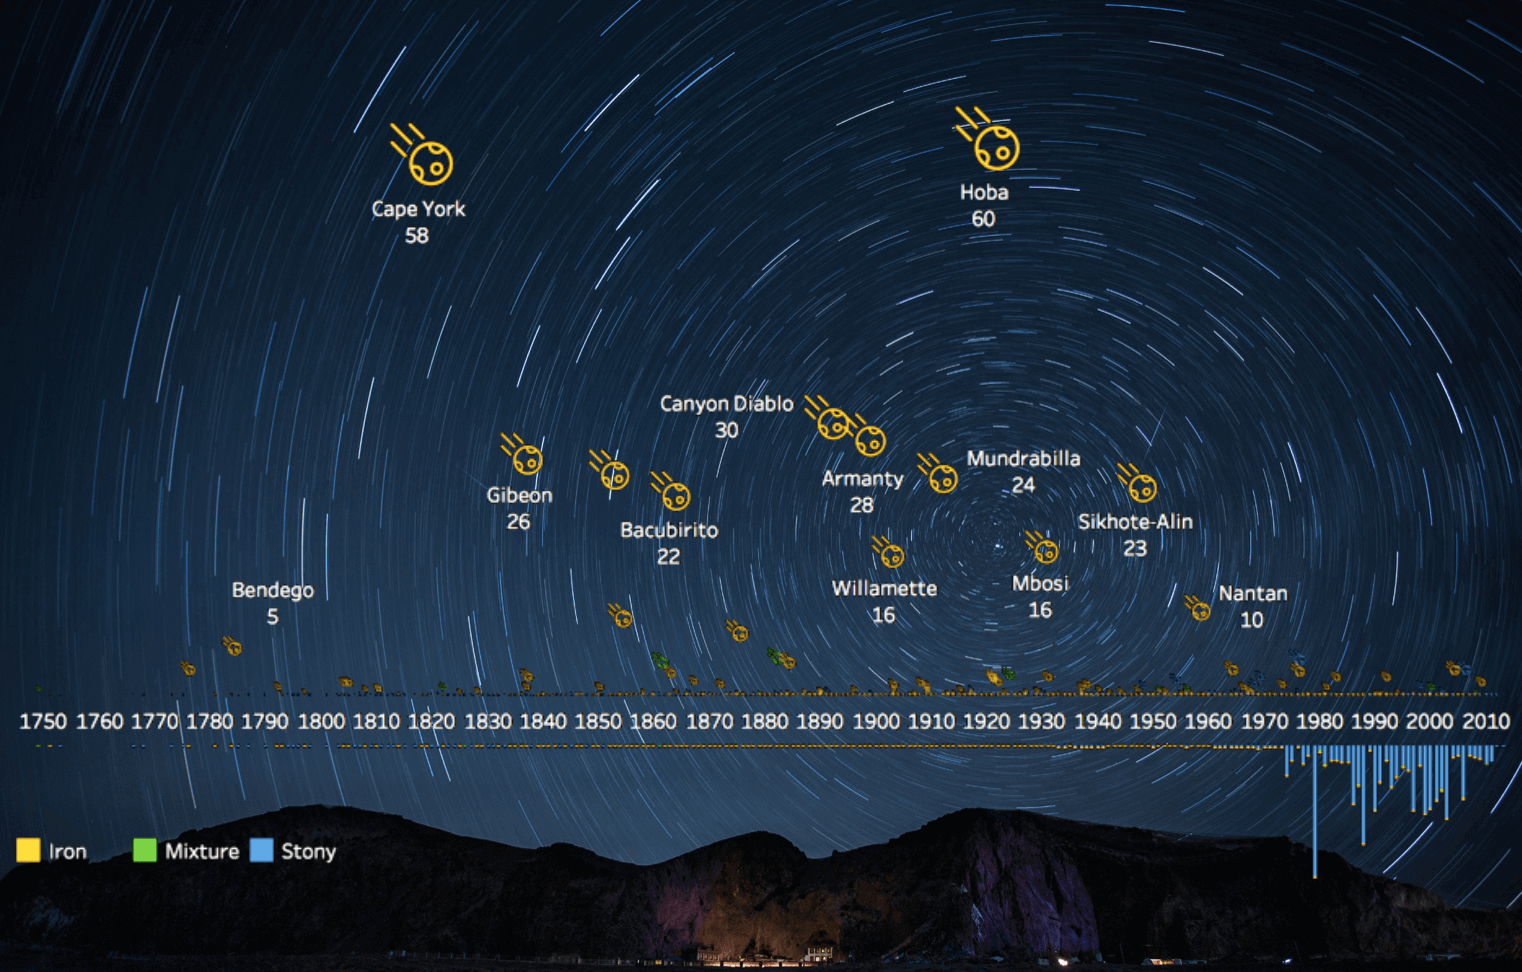 Cape York
58
Hoba
60
Canyon Diablo
30
Gibeon
26
Bacubirito
22
Armanty
28
Mundrabilla
24
Sikhote-Alin
23
Willamette
16
Mbosi
16
Nantan
10
Bendego
5
1750 1760 1770 1780 1790 1800 1810 1820 1830 1840 1850 1860 1870 1880 1890 1900 1910 1920 1930 1940 1950 1960 1970 1980 1990 2000 2010
Iron Mixture Stony